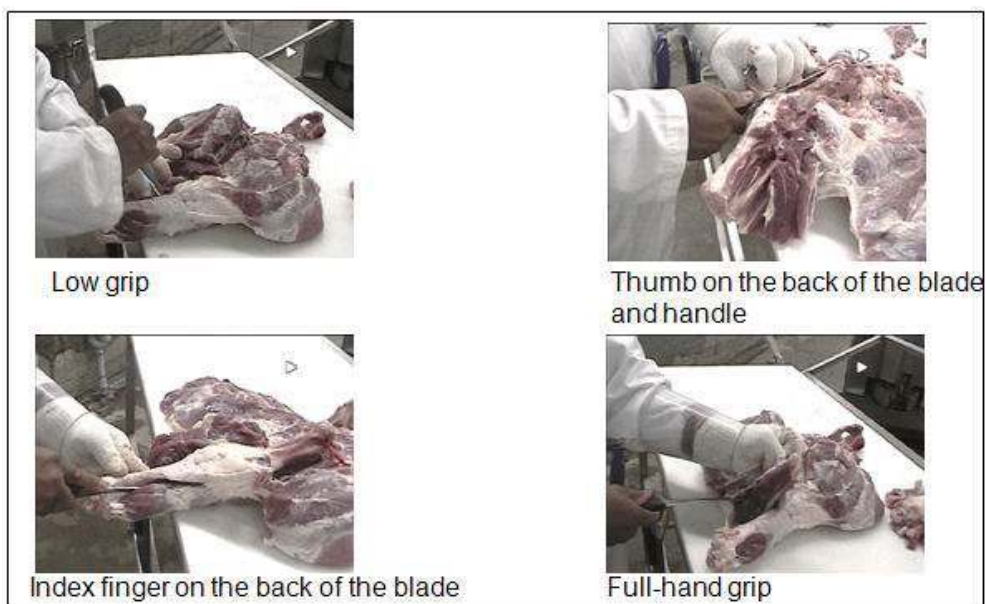 Low grip
Thumb on the back of the blade
and handle
Index finger on the back of the blade
Full-hand grip